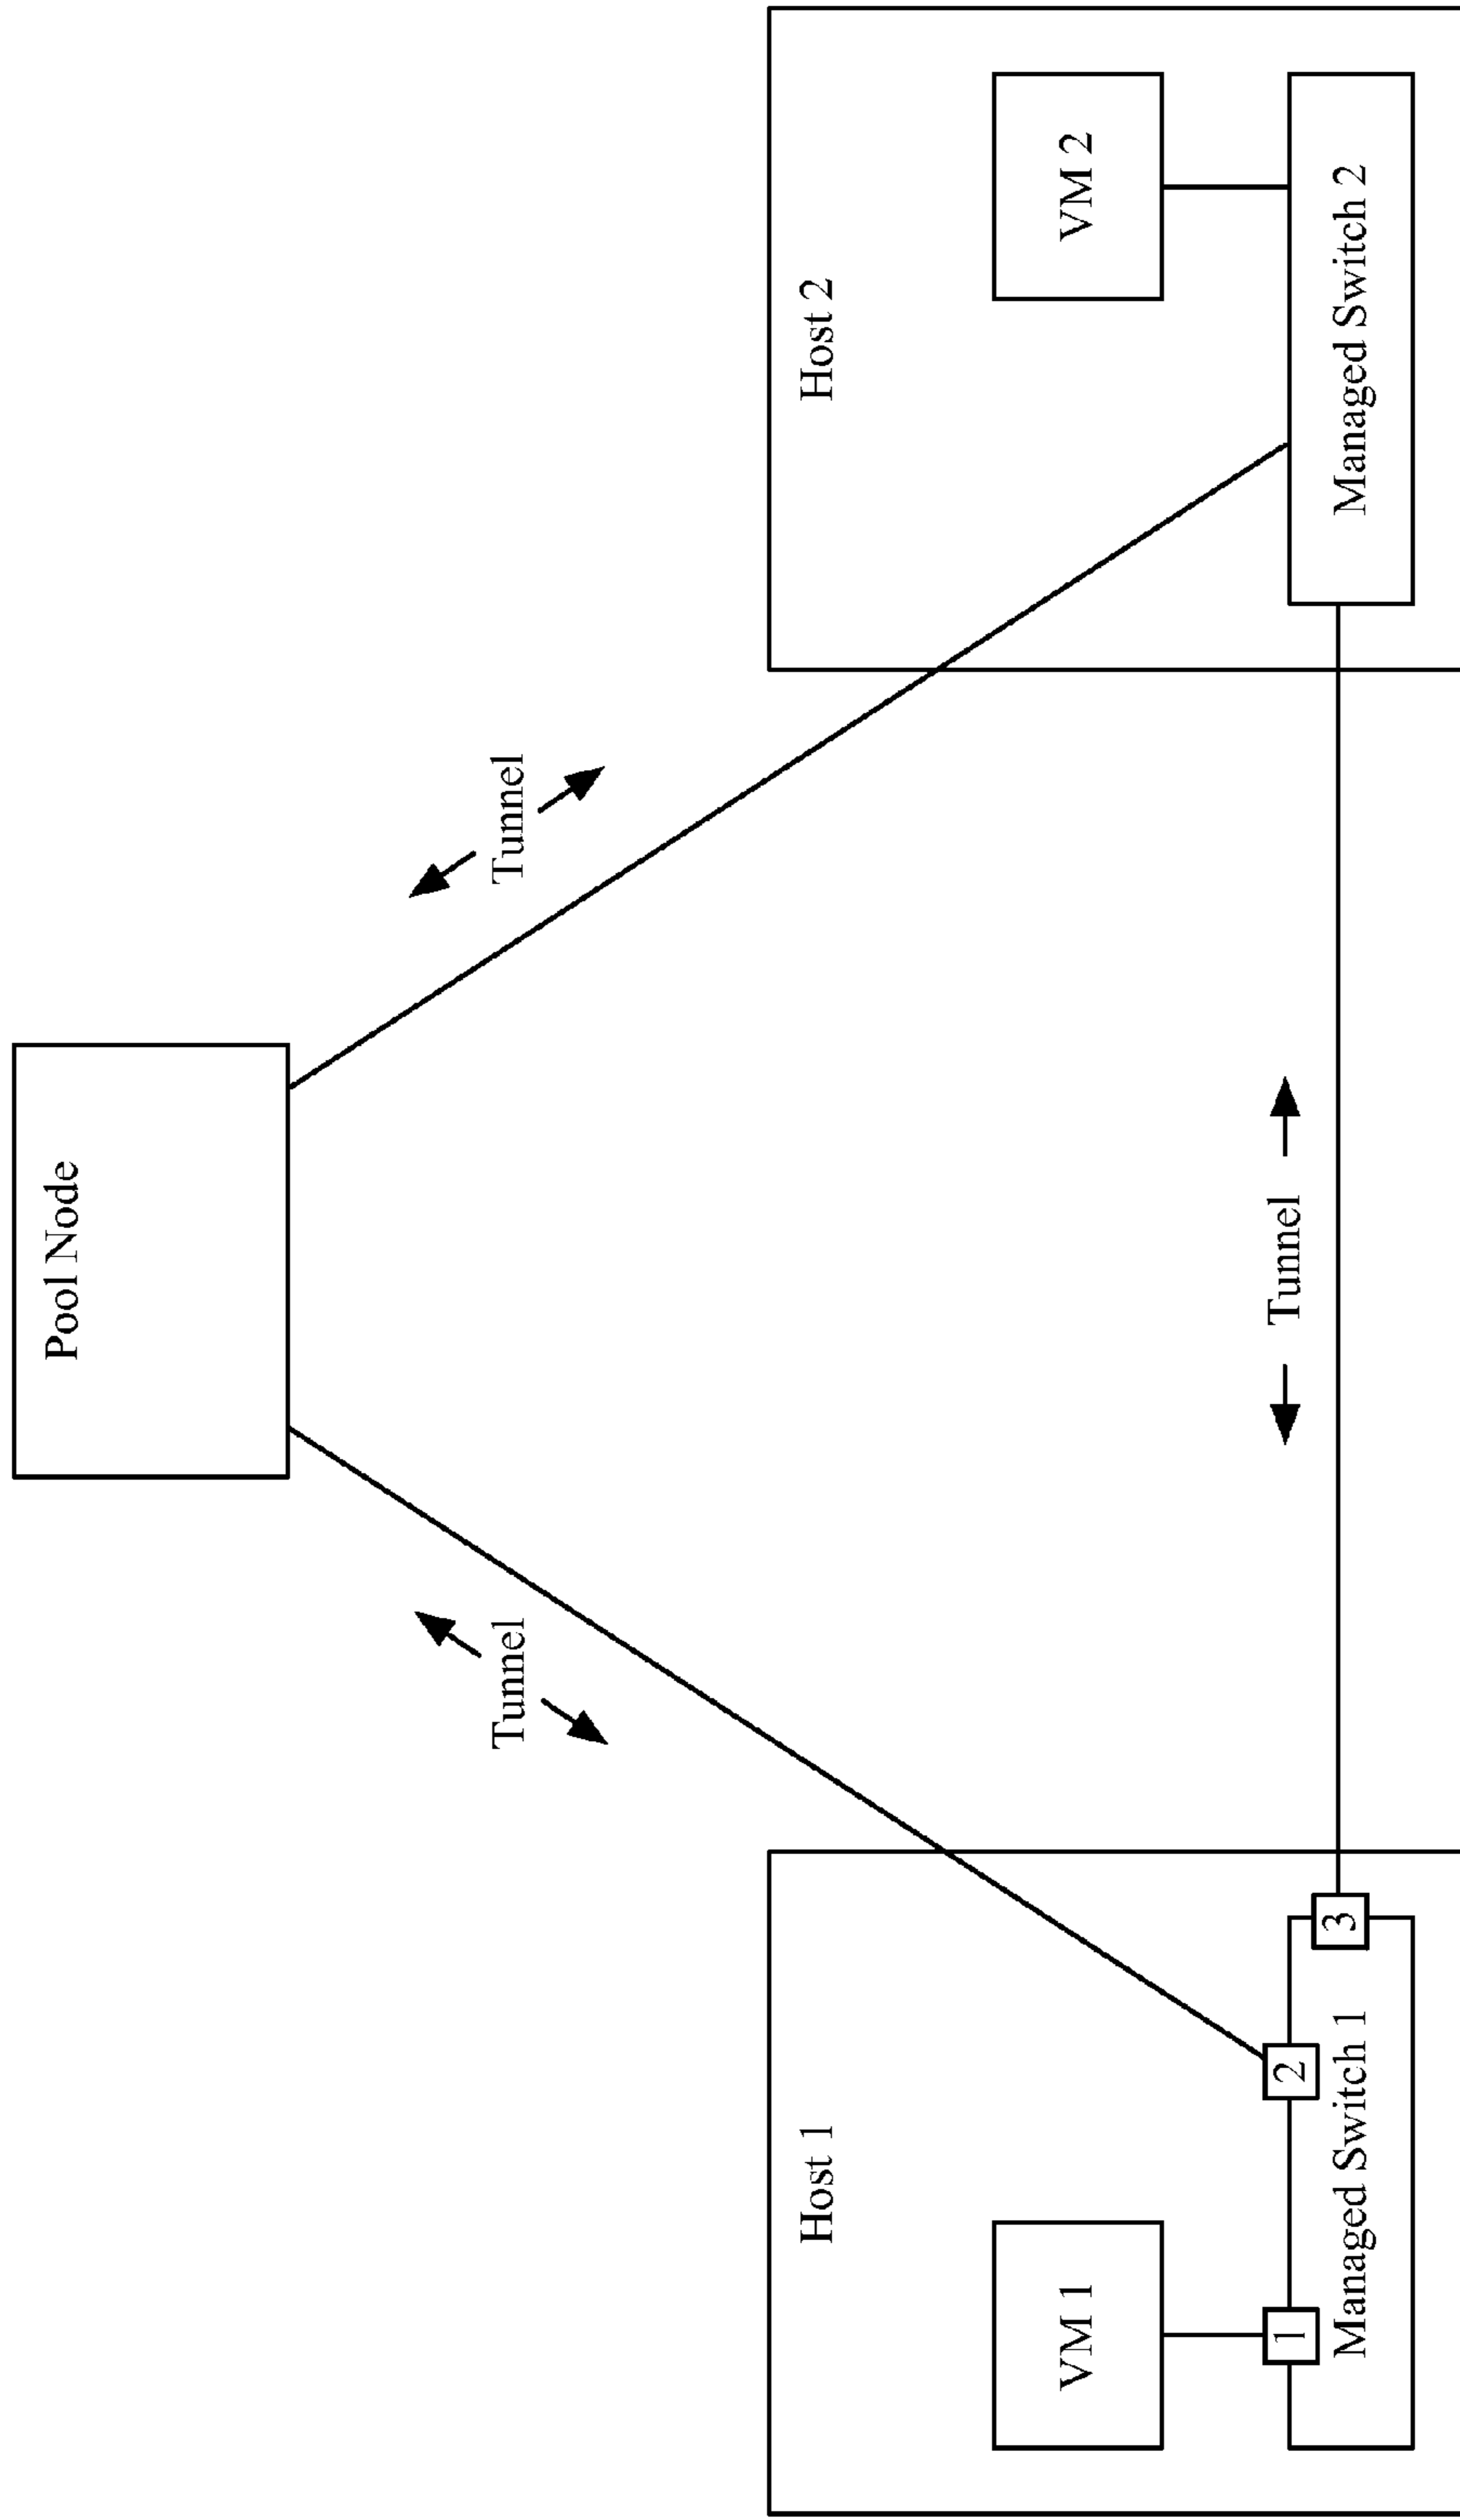 Pool Node
Tunnel
Tunnel
Host 1
Host 2
VM 1
VM 2
Tunnel
1
2
3
Managed Switch 1
Managed Switch 2